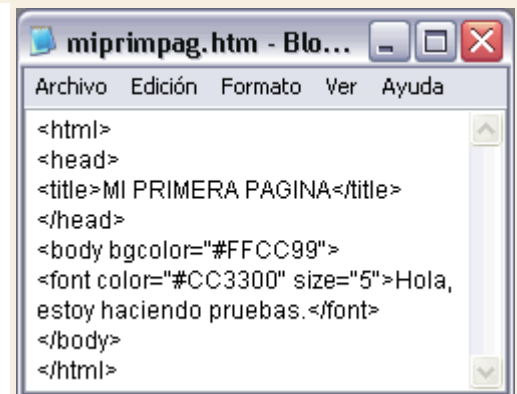 miprimpag.htm - Blo...
Archivo Edición Formato Ver Ayuda
<html>
<head>
<title>MI PRIMERA PAGINA</title>
</head>
<body bgcolor="#FFCC99">
<font color="#CC3300" size="5">Hola,
estoy haciendo pruebas.</font>
</body>
</html>